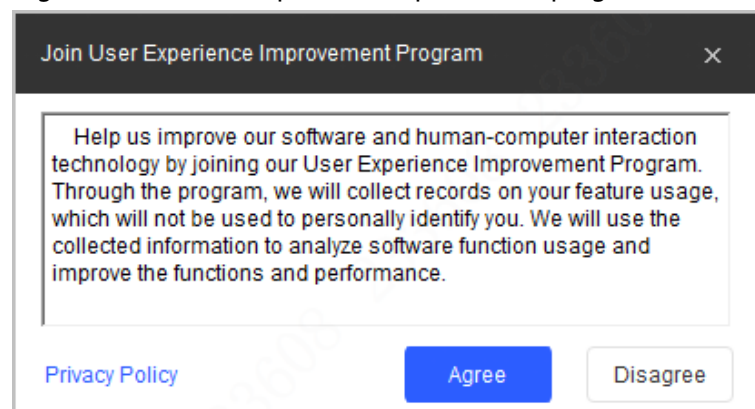 Join User Experience Improvement Program
Help us improve our software and human-computer interaction
technology by joining our User Experience Improvement Program.
Through the program, we will collect records on your feature usage,
which will not be used to personally identify you. We will use the
collected information to analyze software function usage and
improve the functions and performance.
Privacy Policy
Agree
Disagree